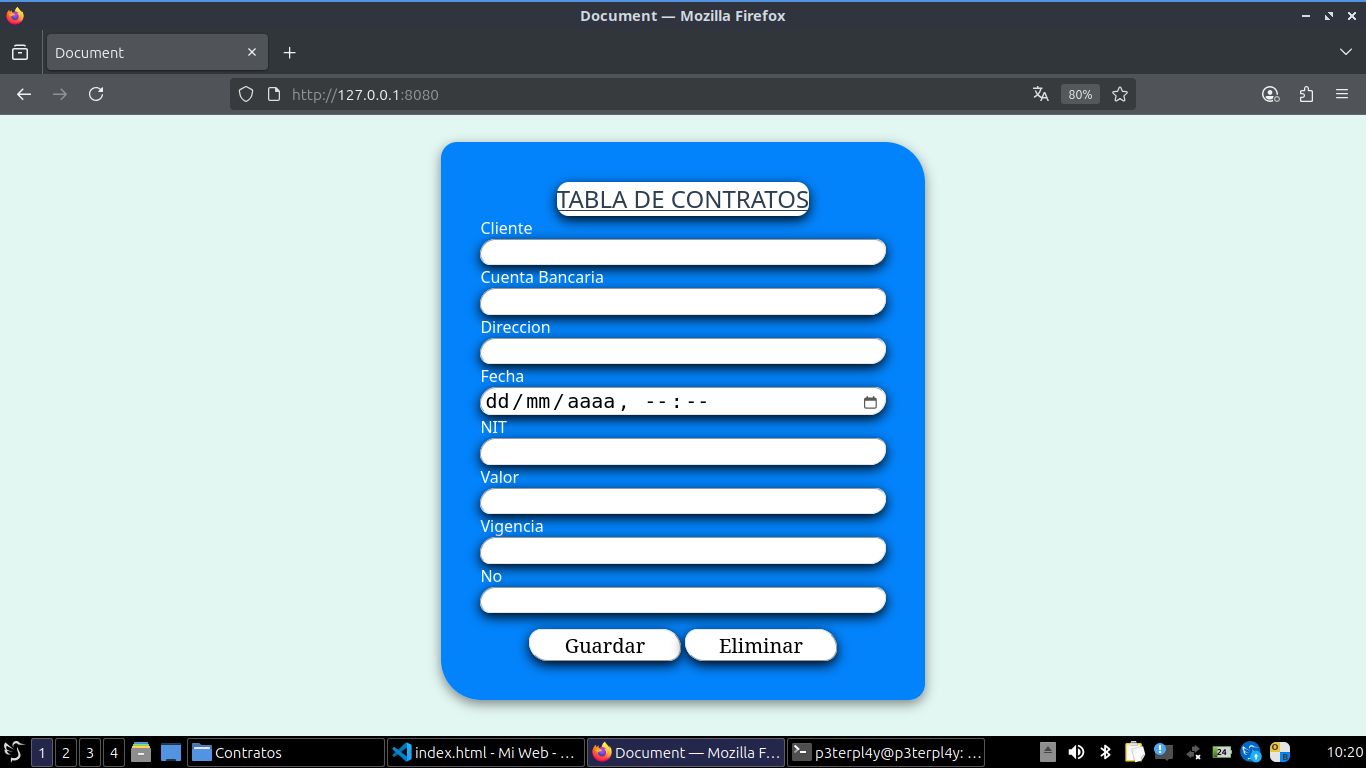 Document — Mozilla Firefox
Document
http://127.0.0.1:8080
80%
TABLA DE CONTRATOS
Cliente
Cuenta Bancaria
Direccion
Fecha
dd/mm/aaaa, --:--
NIT
Valor
Vigencia
No
Guardar Eliminar
1 2 3 4 Contratos index.html - Mi Web - ... Document — Mozilla F... p3terpl4y@p3terpl4y: ... 24 10:20